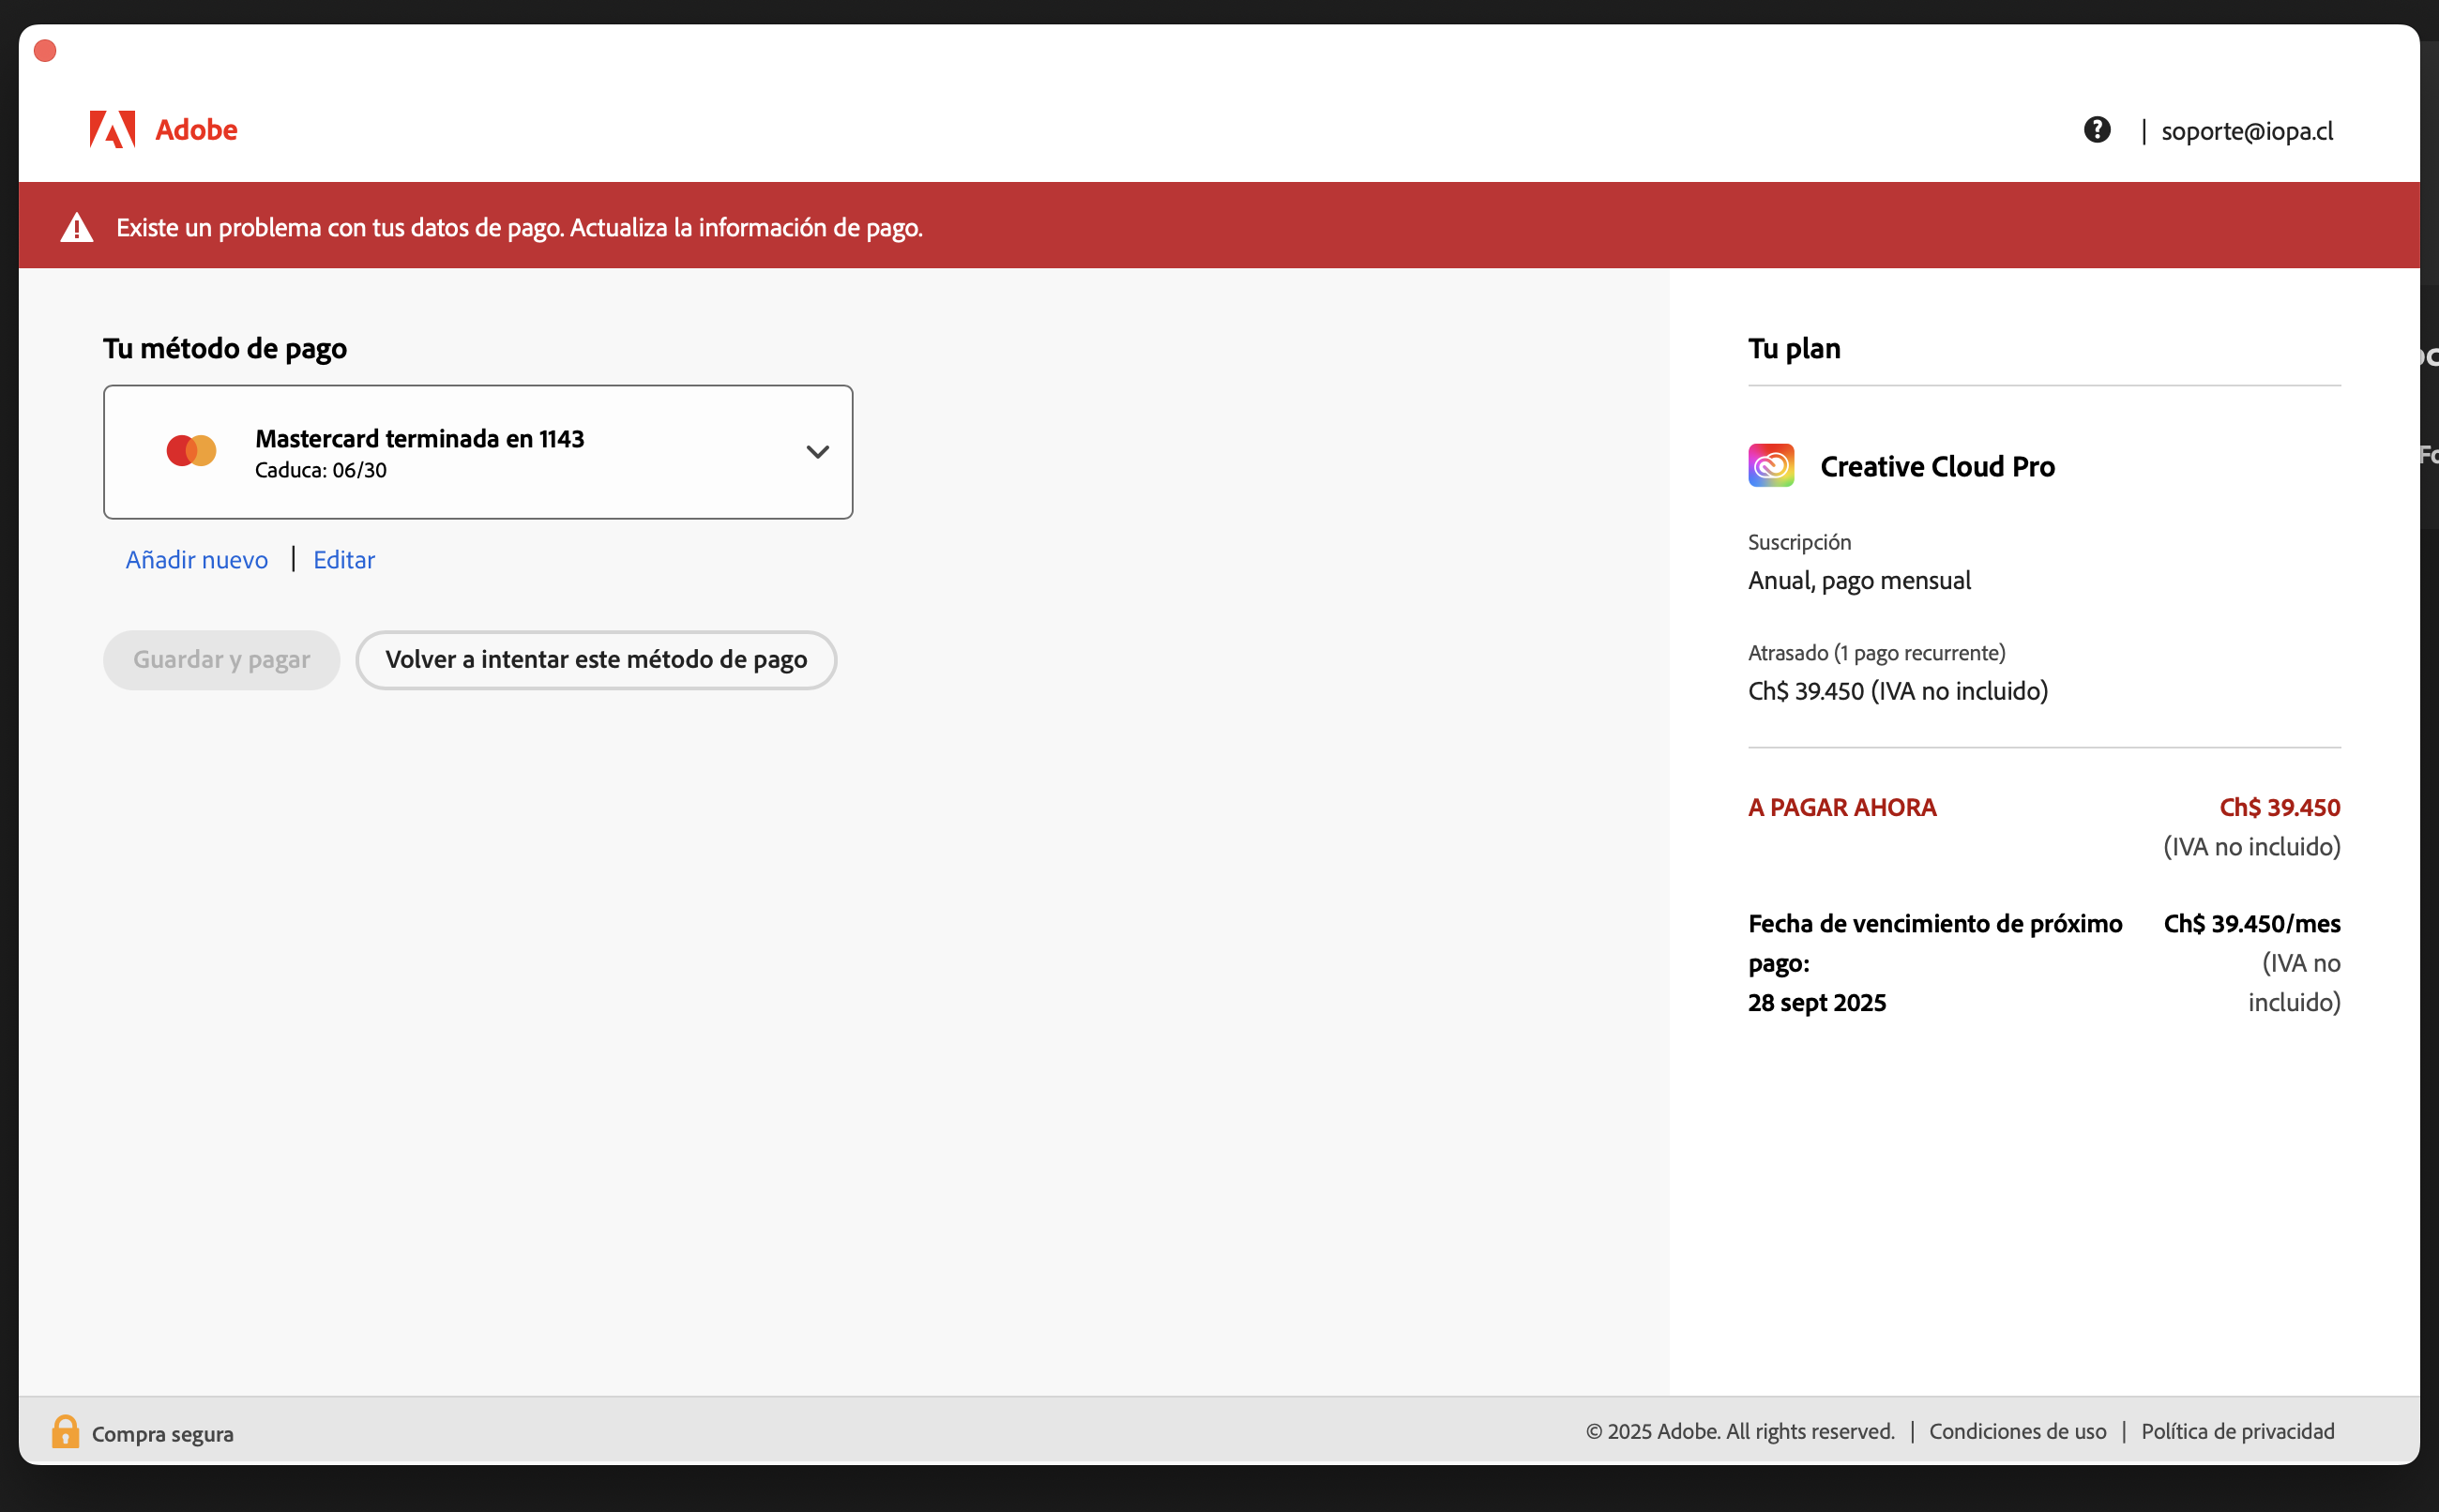 Adobe
soporte@iopa.cl
Existe un problema con tus datos de pago. Actualiza la información de pago.
Tu método de pago
Mastercard terminada en 1143
Caduca: 06/30
Añadir nuevo | Editar
Guardar y pagar
Volver a intentar este método de pago
Tu plan
Creative Cloud Pro
Suscripción
Anual, pago mensual
Atrasado (1 pago recurrente)
Ch$ 39.450 (IVA no incluido)
A PAGAR AHORA
Ch$ 39.450
(IVA no incluido)
Fecha de vencimiento de próximo
pago:
28 sept 2025
Ch$ 39.450/mes
(IVA no
incluido)
Compra segura
© 2025 Adobe. All rights reserved. | Condiciones de uso | Política de privacidad